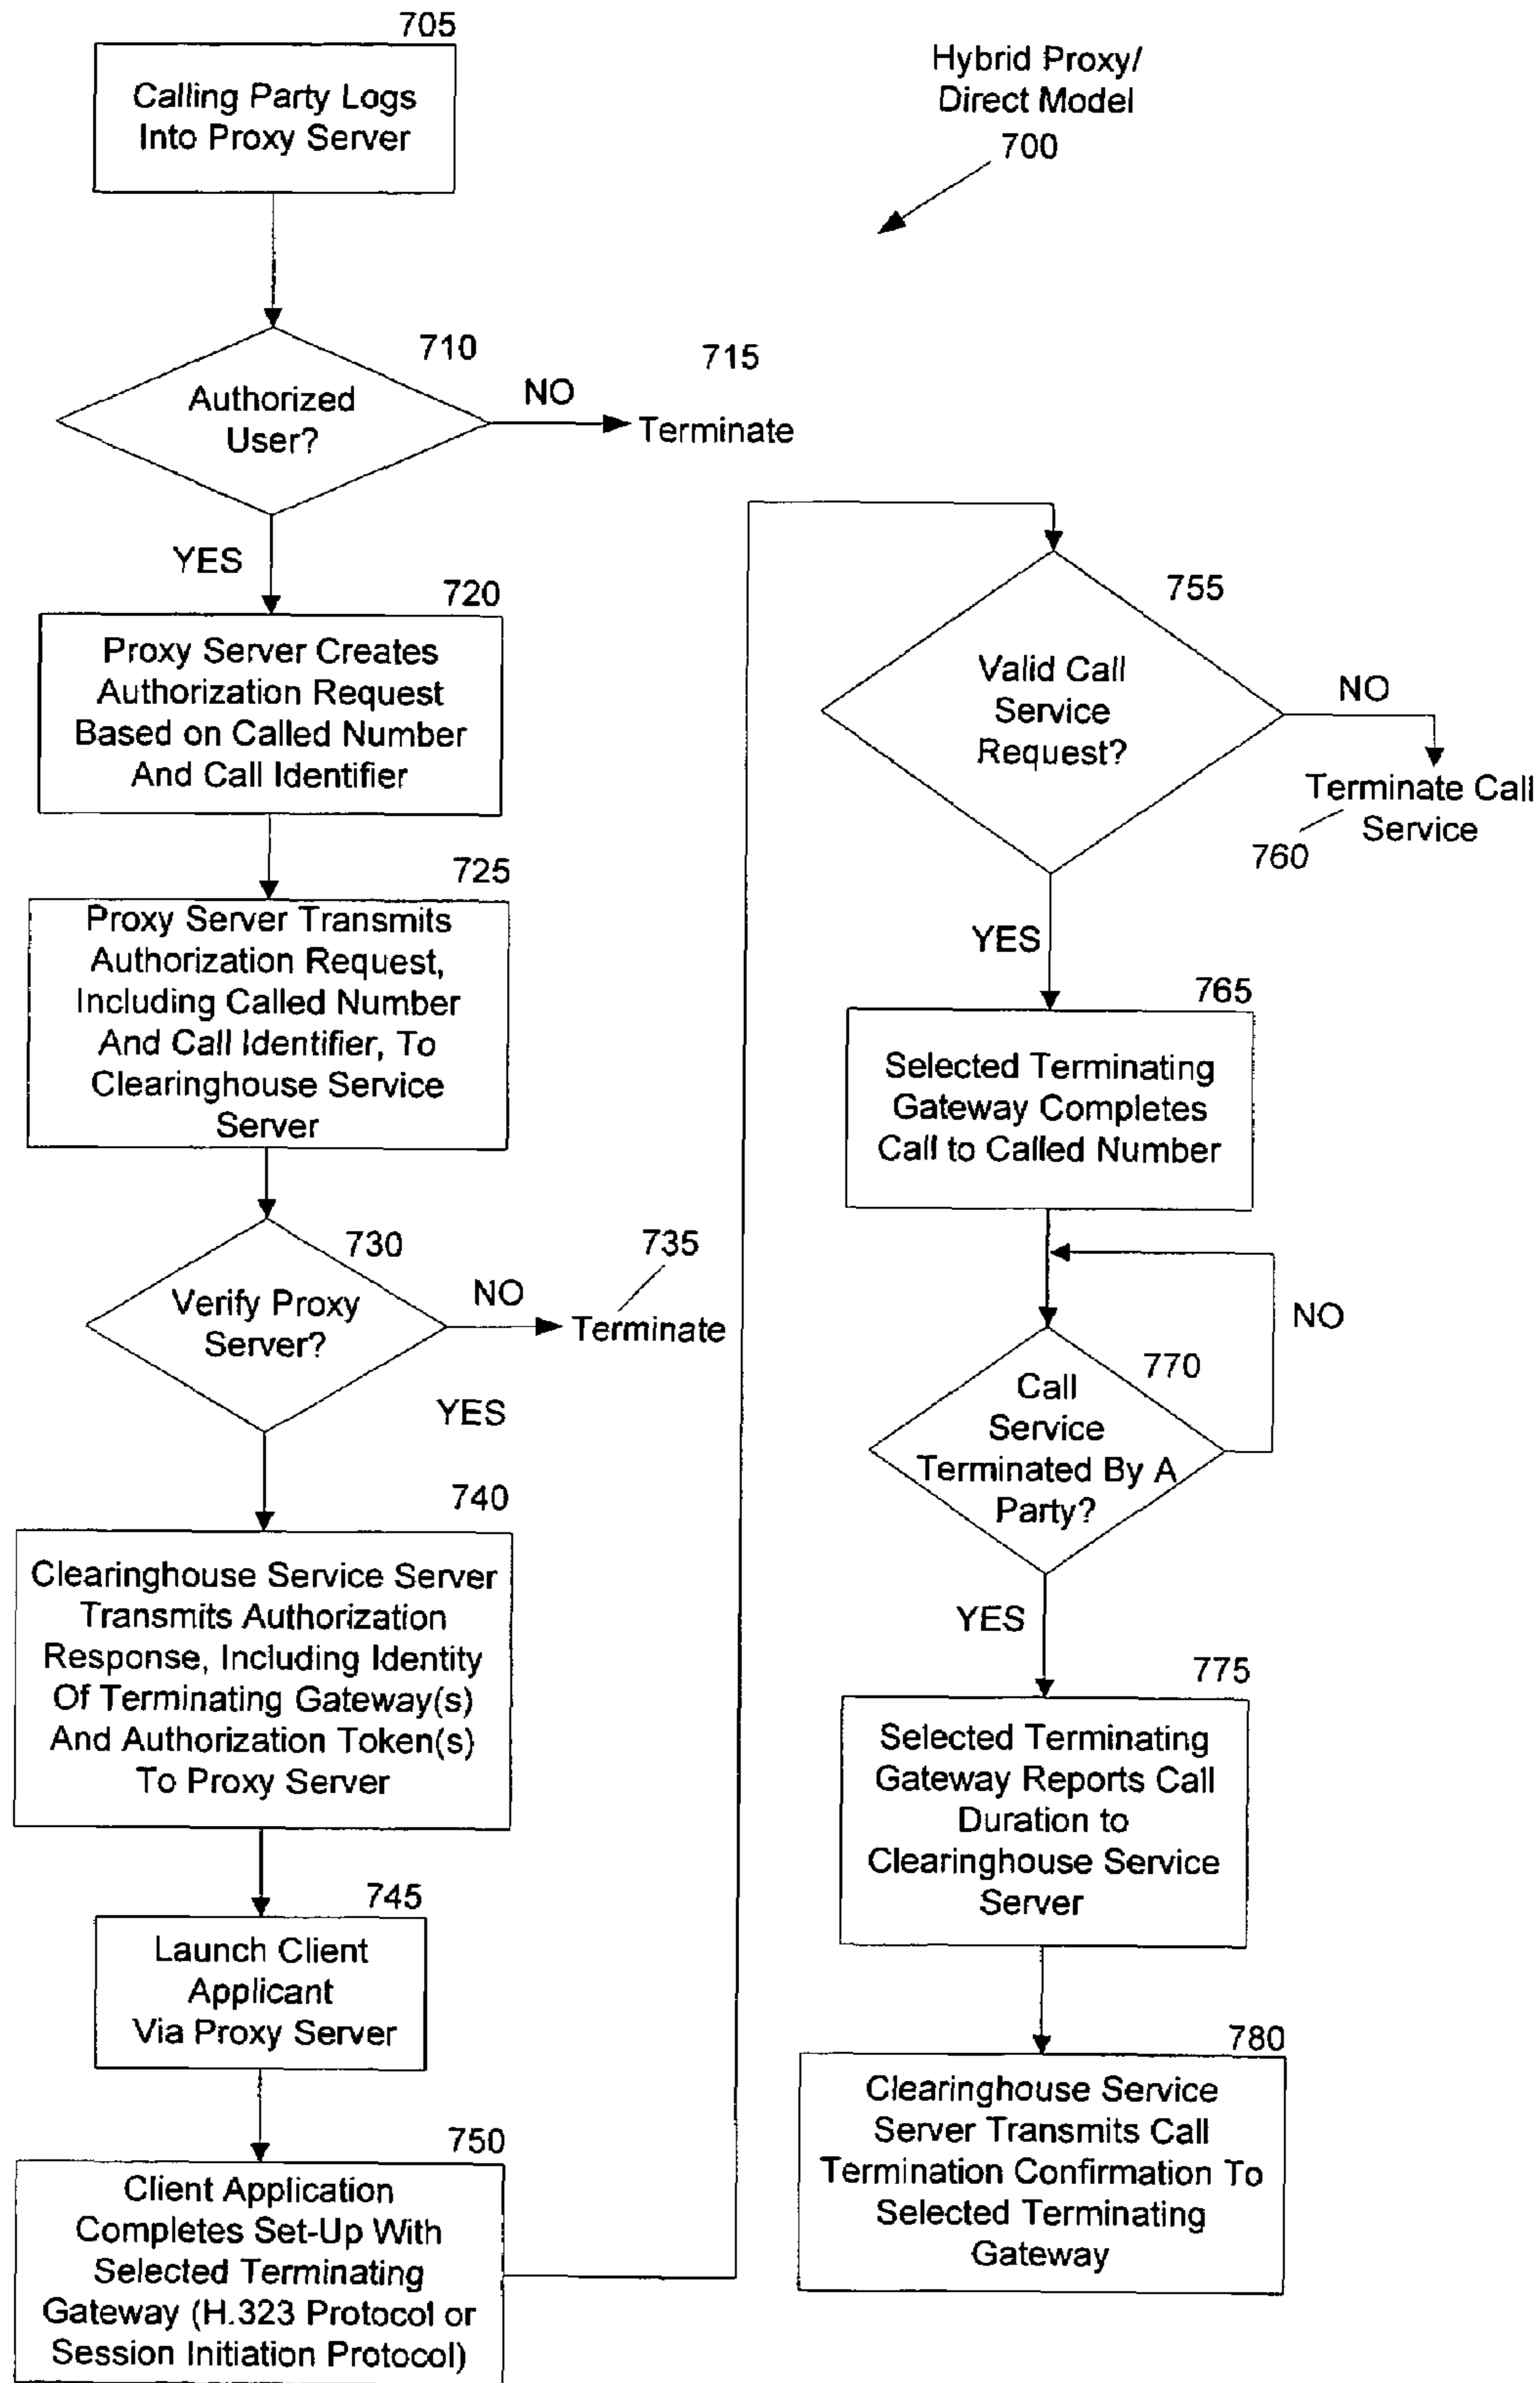 705
Calling Party Logs
Into Proxy Server
Hybrid Proxy/
Direct Model
700
710
Authorized
User?
NO
715
Terminate
YES
720
Proxy Server Creates
Authorization Request
Based on Called Number
And Call Identifier
725
Proxy Server Transmits
Authorization Request,
Including Called Number
And Call Identifier, To
Clearinghouse Service
Server
730
Verify Proxy
Server?
NO
735
Terminate
YES
740
Clearinghouse Service Server
Transmits Authorization
Response, Including Identity
Of Terminating Gateway(s)
And Authorization Token(s)
To Proxy Server
745
Launch Client
Applicant
Via Proxy Server
750
Client Application
Completes Set-Up With
Selected Terminating
Gateway (H.323 Protocol or
Session Initiation Protocol)
755
Valid Call
Service
Request?
NO
Terminate Call
Service
760
YES
765
Selected Terminating
Gateway Completes
Call to Called Number
NO
770
Call
Service
Terminated By A
Party?
YES
775
Selected Terminating
Gateway Reports Call
Duration to
Clearinghouse Service
Server
780
Clearinghouse Service
Server Transmits Call
Termination Confirmation To
Selected Terminating
Gateway